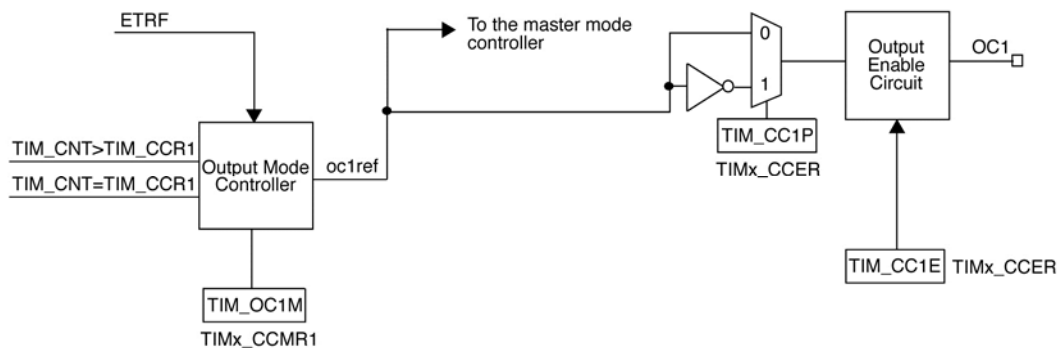 ETRF
To the master mode
controller
0
1
Output
Enable
Circuit
OC1
TIM_CNT>TIM_CCR1
TIM_CNT=TIM_CCR1
Output Mode
Controller
oc1ref
TIM_CC1P
TIMx_CCER
TIM_CC1E
TIMx_CCER
TIM_OC1M
TIMx_CCMR1